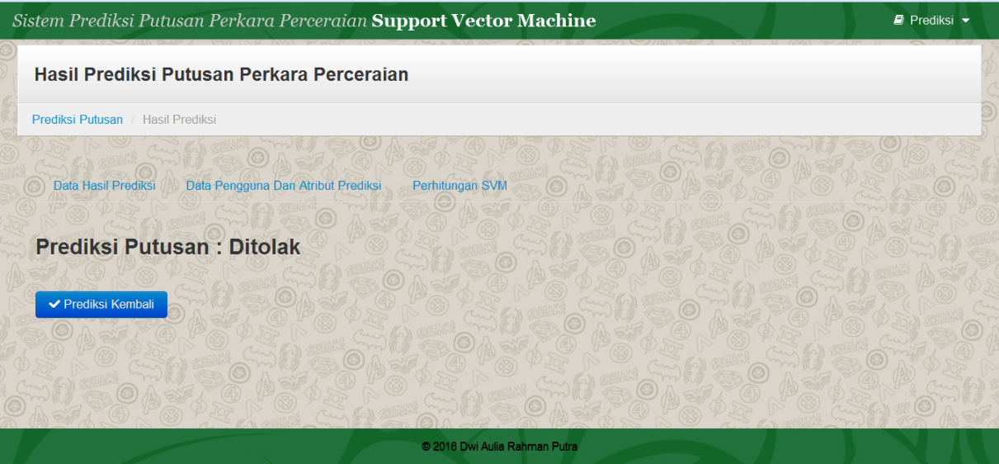 Sistem Prediksi Putusan Perkara Perceraian Support Vector Machine
Prediksi
Hasil Prediksi Putusan Perkara Perceraian
Prediksi Putusan / Hasil Prediksi
Data Hasil Prediksi Data Pengguna Dan Atribut Prediksi Perhitungan SVM
Prediksi Putusan : Ditolak
Prediksi Kembali
© 2016 Dwi Aulia Rahman Putra